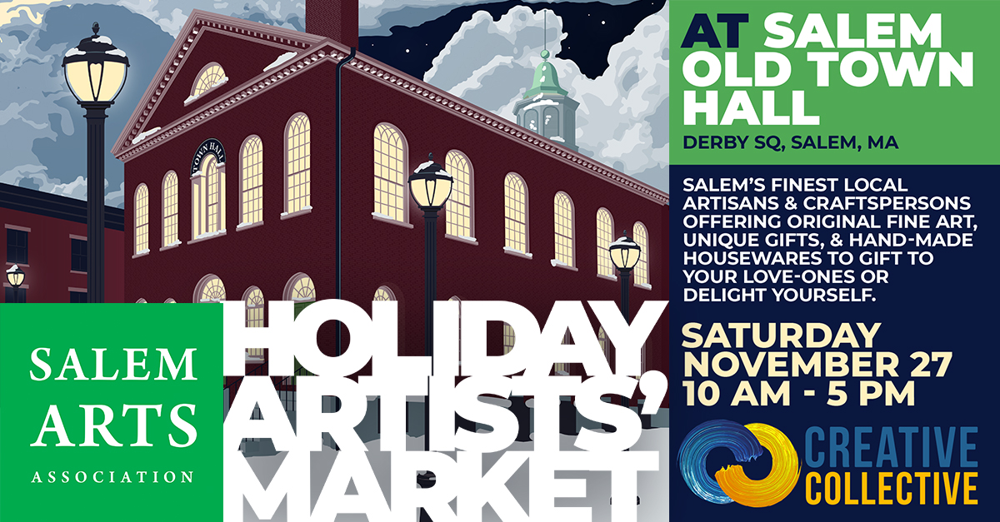 TOWN HALL
SALEM
ARTS
ASSOCIATION
HOLIDAY,
ARTISTS’
MARKET
AT SALEM
OLD TOWN
HALL
DERBY SQ, SALEM, MA
SALEM’S FINEST LOCAL
ARTISANS & CRAFTSPERSONS
OFFERING ORIGINAL FINE ART,
UNIQUE GIFTS, & HAND-MADE
HOUSEWARES TO GIFT TO
YOUR LOVE-ONES OR
DELIGHT YOURSELF.
SATURDAY
NOVEMBER 27
10 AM - 5 PM
CREATIVE
COLLECTIVE